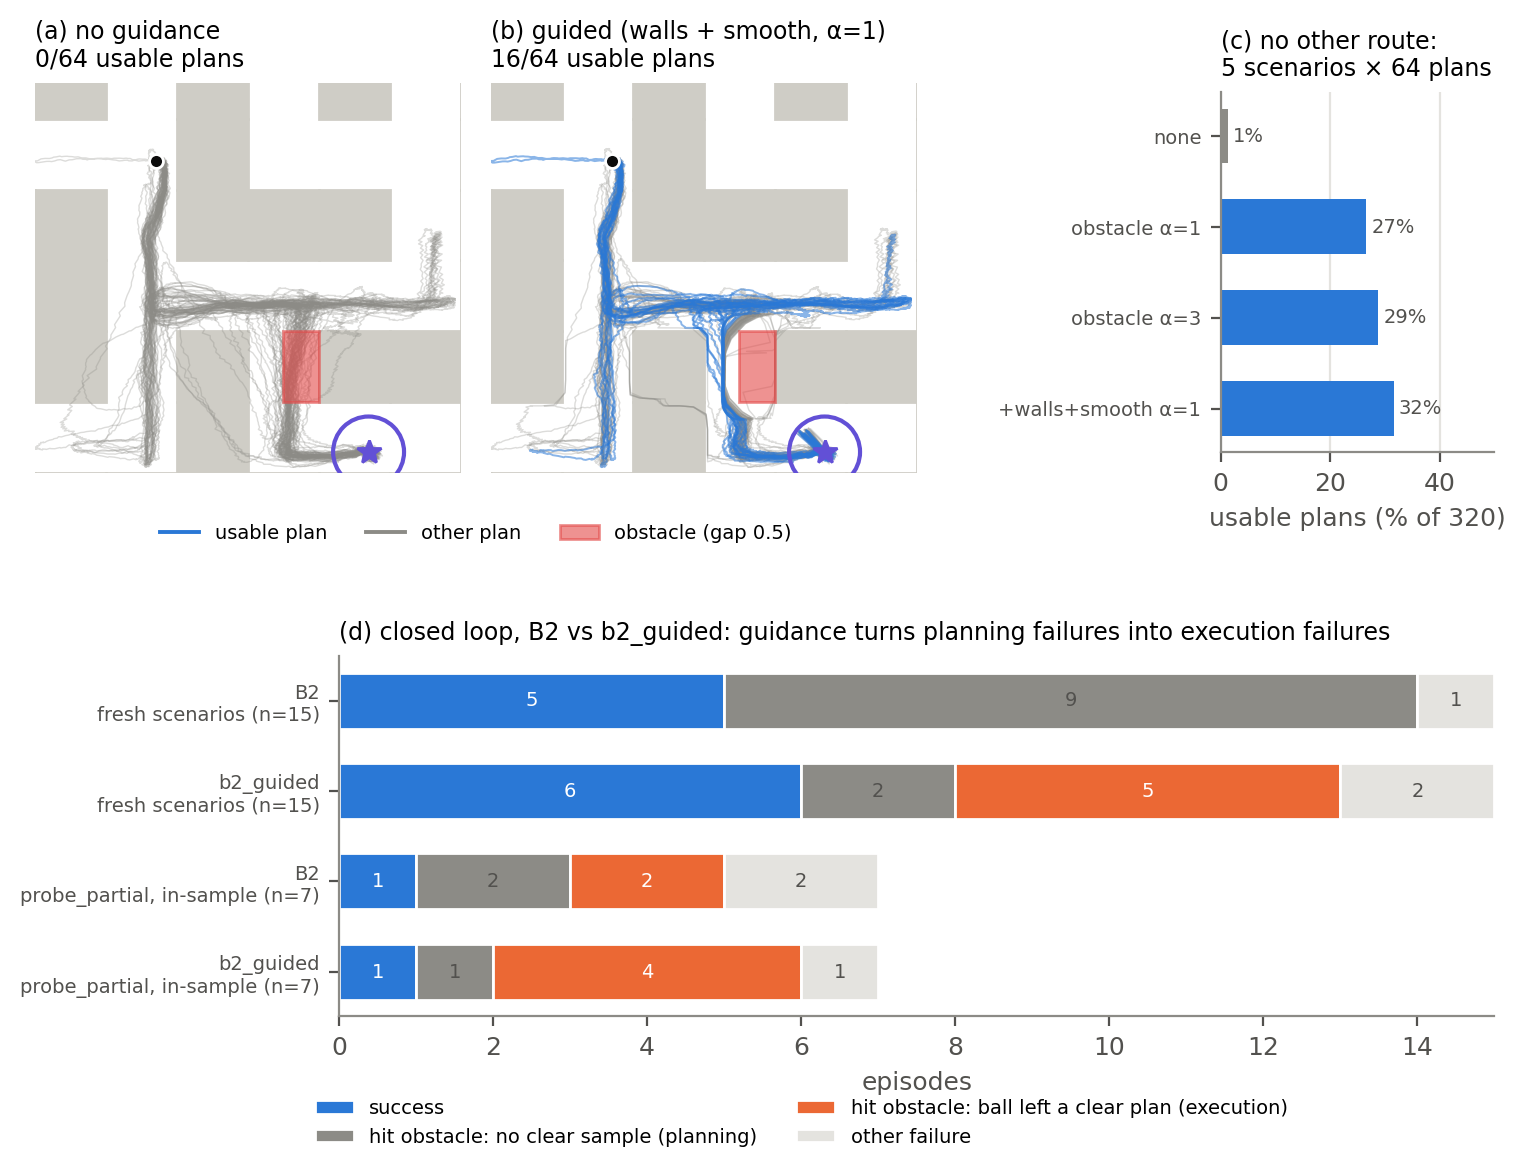 (a) no guidance
0/64 usable plans
(b) guided (walls + smooth, α=1)
16/64 usable plans
usable plan
other plan
obstacle (gap 0.5)
(c) no other route:
5 scenarios × 64 plans
none
1%
obstacle α=1
27%
obstacle α=3
29%
+walls+smooth α=1
32%
0 20 40
usable plans (% of 320)
(d) closed loop, B2 vs b2_guided: guidance turns planning failures into execution failures
B2
fresh scenarios (n=15)
5 9 1
b2_guided
fresh scenarios (n=15)
6 2 5 2
B2
probe_partial, in-sample (n=7)
1 2 2 2
b2_guided
probe_partial, in-sample (n=7)
1 1 4 1
0 2 4 6 8 10 12 14
episodes
success
hit obstacle: no clear sample (planning)
hit obstacle: ball left a clear plan (execution)
other failure